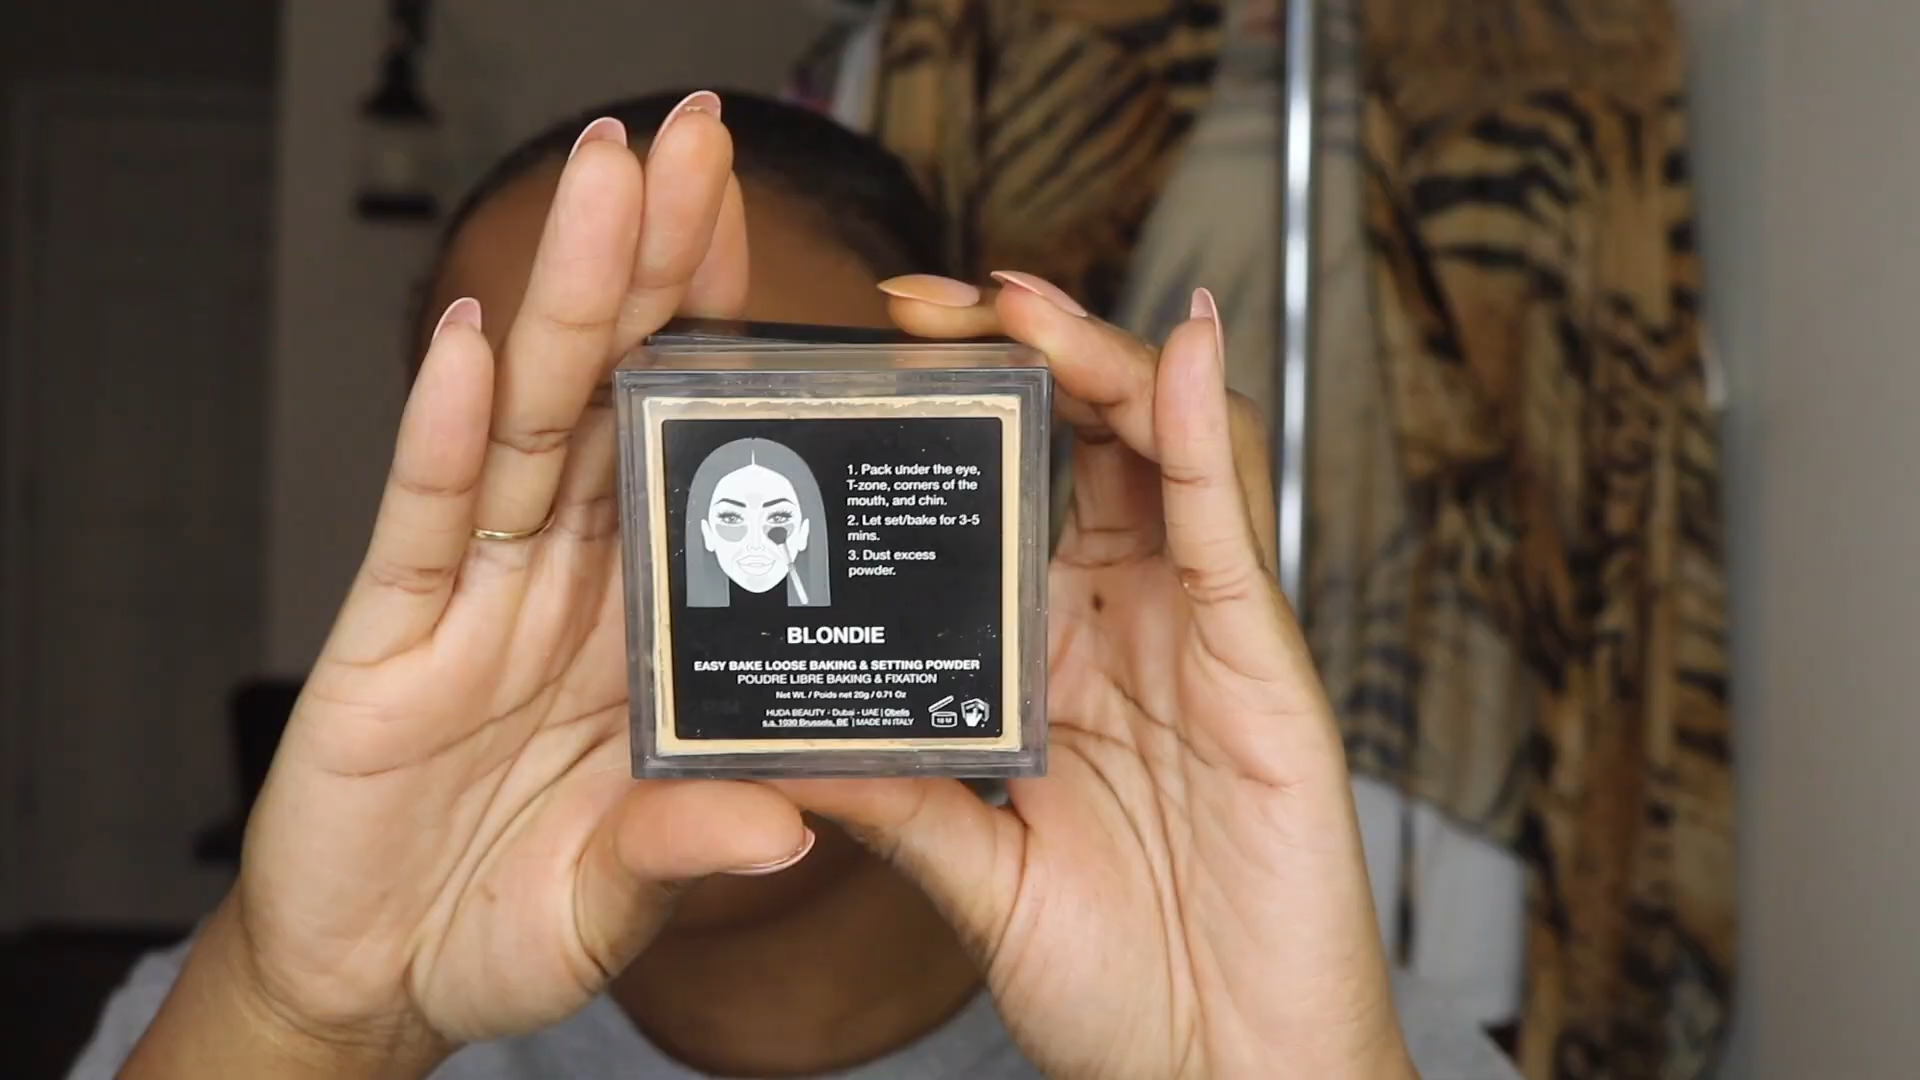 1. Pack under the eye,
T-zone, corners of the
mouth, and chin.
2. Let set/bake for 3-5
mins.
3. Dust excess
powder.
BLONDIE
EASY BAKE LOOSE BAKING & SETTING POWDER
POUDRE LIBRE BAKING & FIXATION
Net Wt. / Poids net 20g / 0.71 Oz
HUDA BEAUTY - Dubai - UAE | Obelis
s.a. 1030 Brussels, BE | MADE IN ITALY